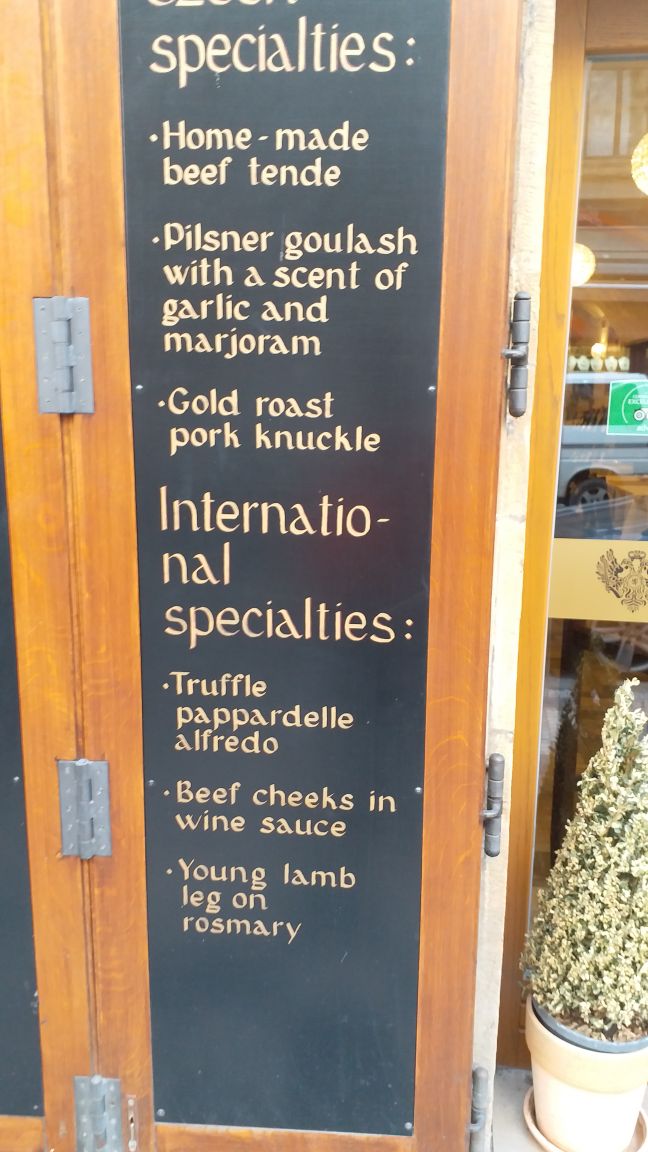 Czech
specialties:
·Home-made
beef tende
·Pilsner goulash
with a scent of
garlic and
marjoram
·Gold roast
pork knuckle
Internatio-
nal
specialties:
·Truffle
pappardelle
alfredo
·Beef cheeks in
wine sauce
·Young lamb
leg on
rosmary